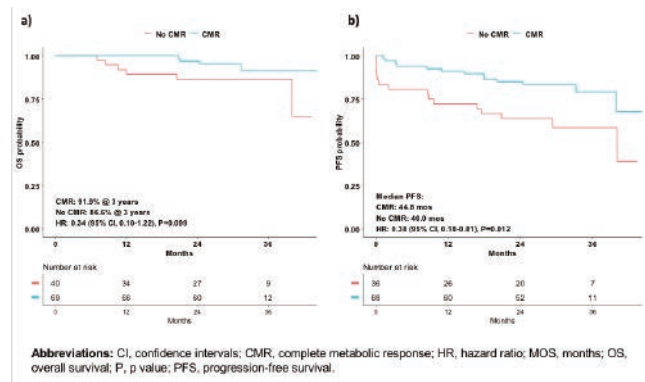 a)
No CMR CMR
OS probability
1.00
0.75
0.50
0.25
0.00
CMR: 91.9% @ 3 years
No CMR: 86.6% @ 3 years
HR: 0.34 (95% CI, 0.10-1.22), P=0.099
0 12 24 36
Months
Number at risk
40 34 27 9
69 68 60 12
0 12 24 36
Months
b)
No CMR CMR
PFS probability
1.00
0.75
0.50
0.25
0.00
Median PFS:
CMR: 44.8 mos
No CMR: 40.0 mos
HR: 0.38 (95% CI, 0.18-0.81), P=0.012
0 12 24 36
Months
Number at risk
36 26 20 7
68 60 52 11
0 12 24 36
Months
Abbreviations: CI, confidence intervals; CMR, complete metabolic response; HR, hazard ratio; MOS, months; OS,
overall survival; P, p value; PFS, progression-free survival.